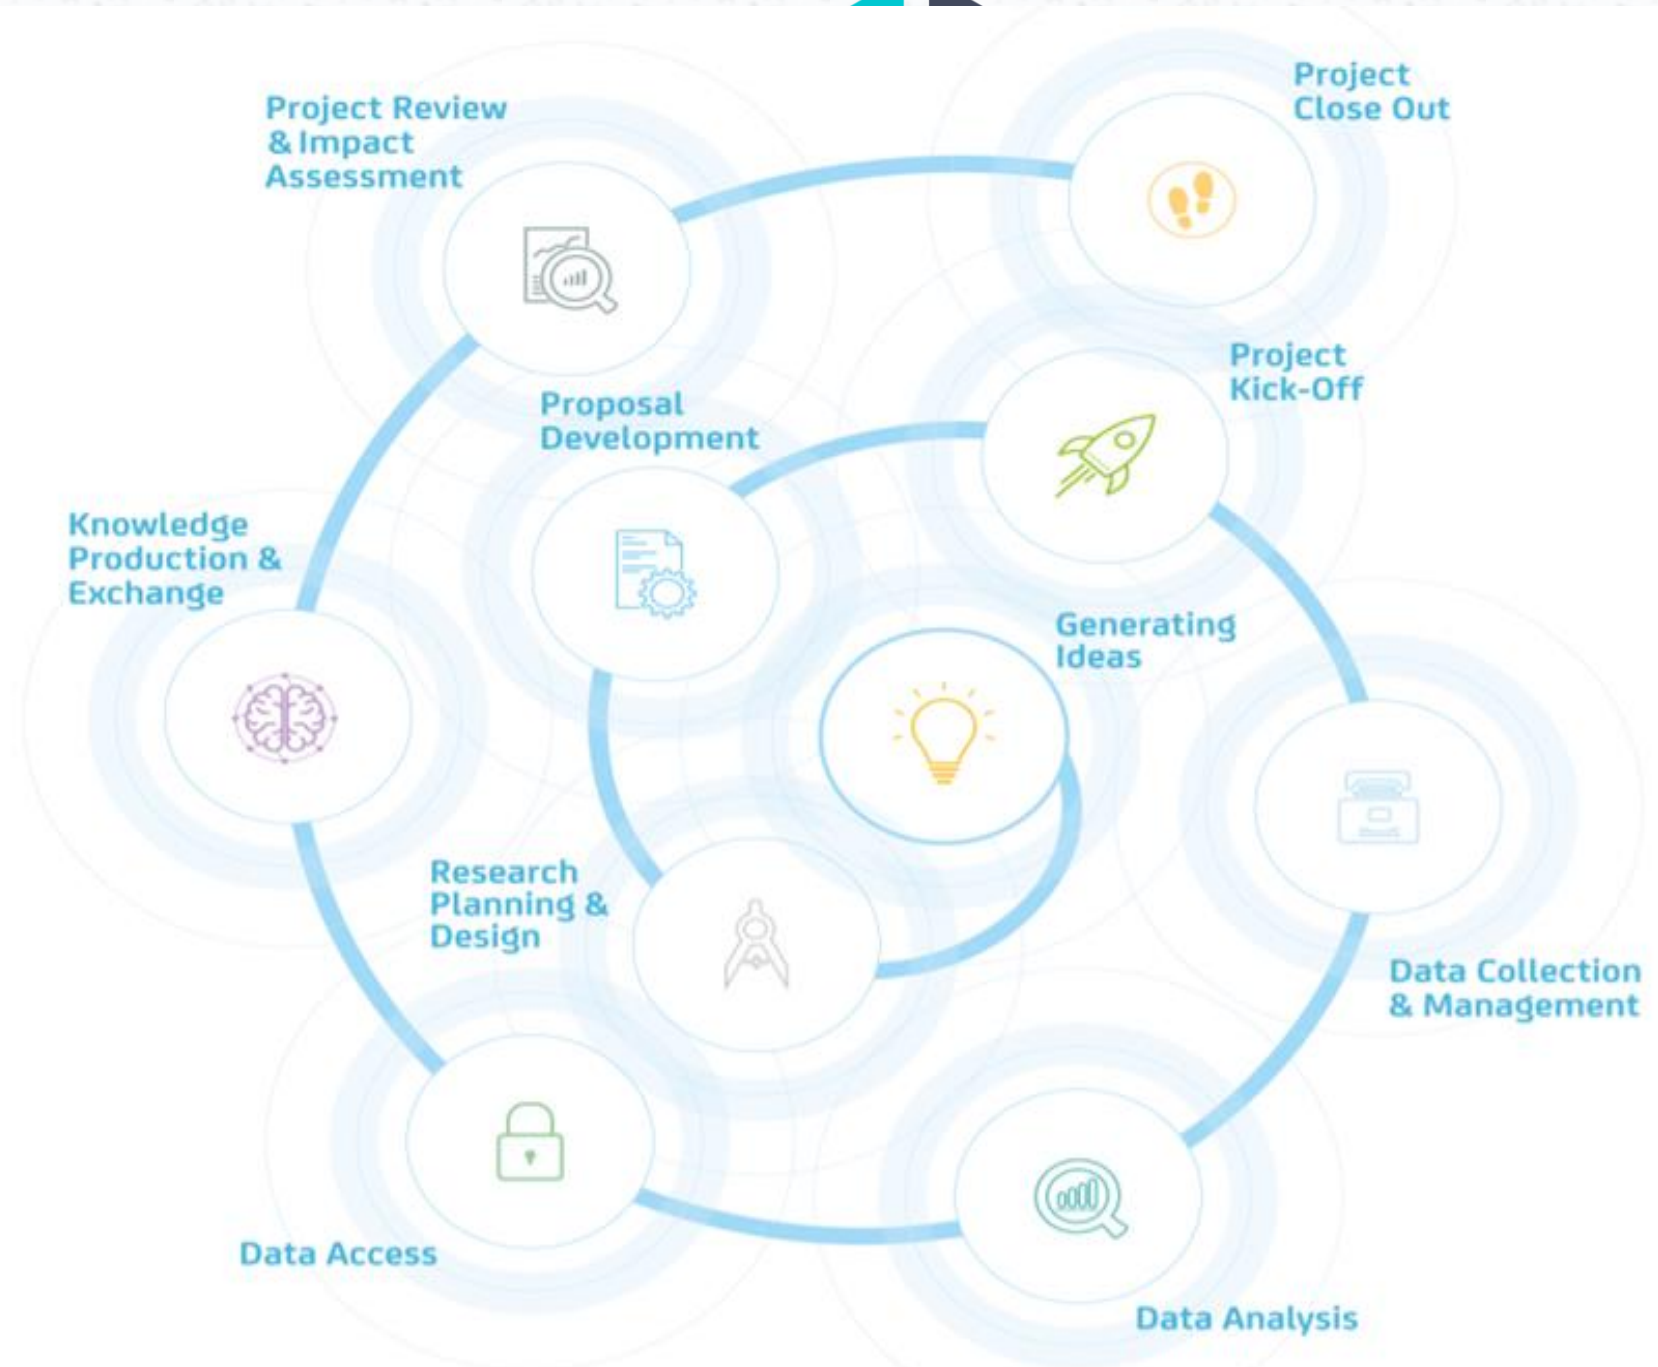 Project
Close Out
Project Review
& Impact
Assessment
Project
Kick-Off
Proposal
Development
Knowledge
Production &
Exchange
Generating
Ideas
Research
Planning &
Design
Data Collection
& Management
Data Access
Data Analysis